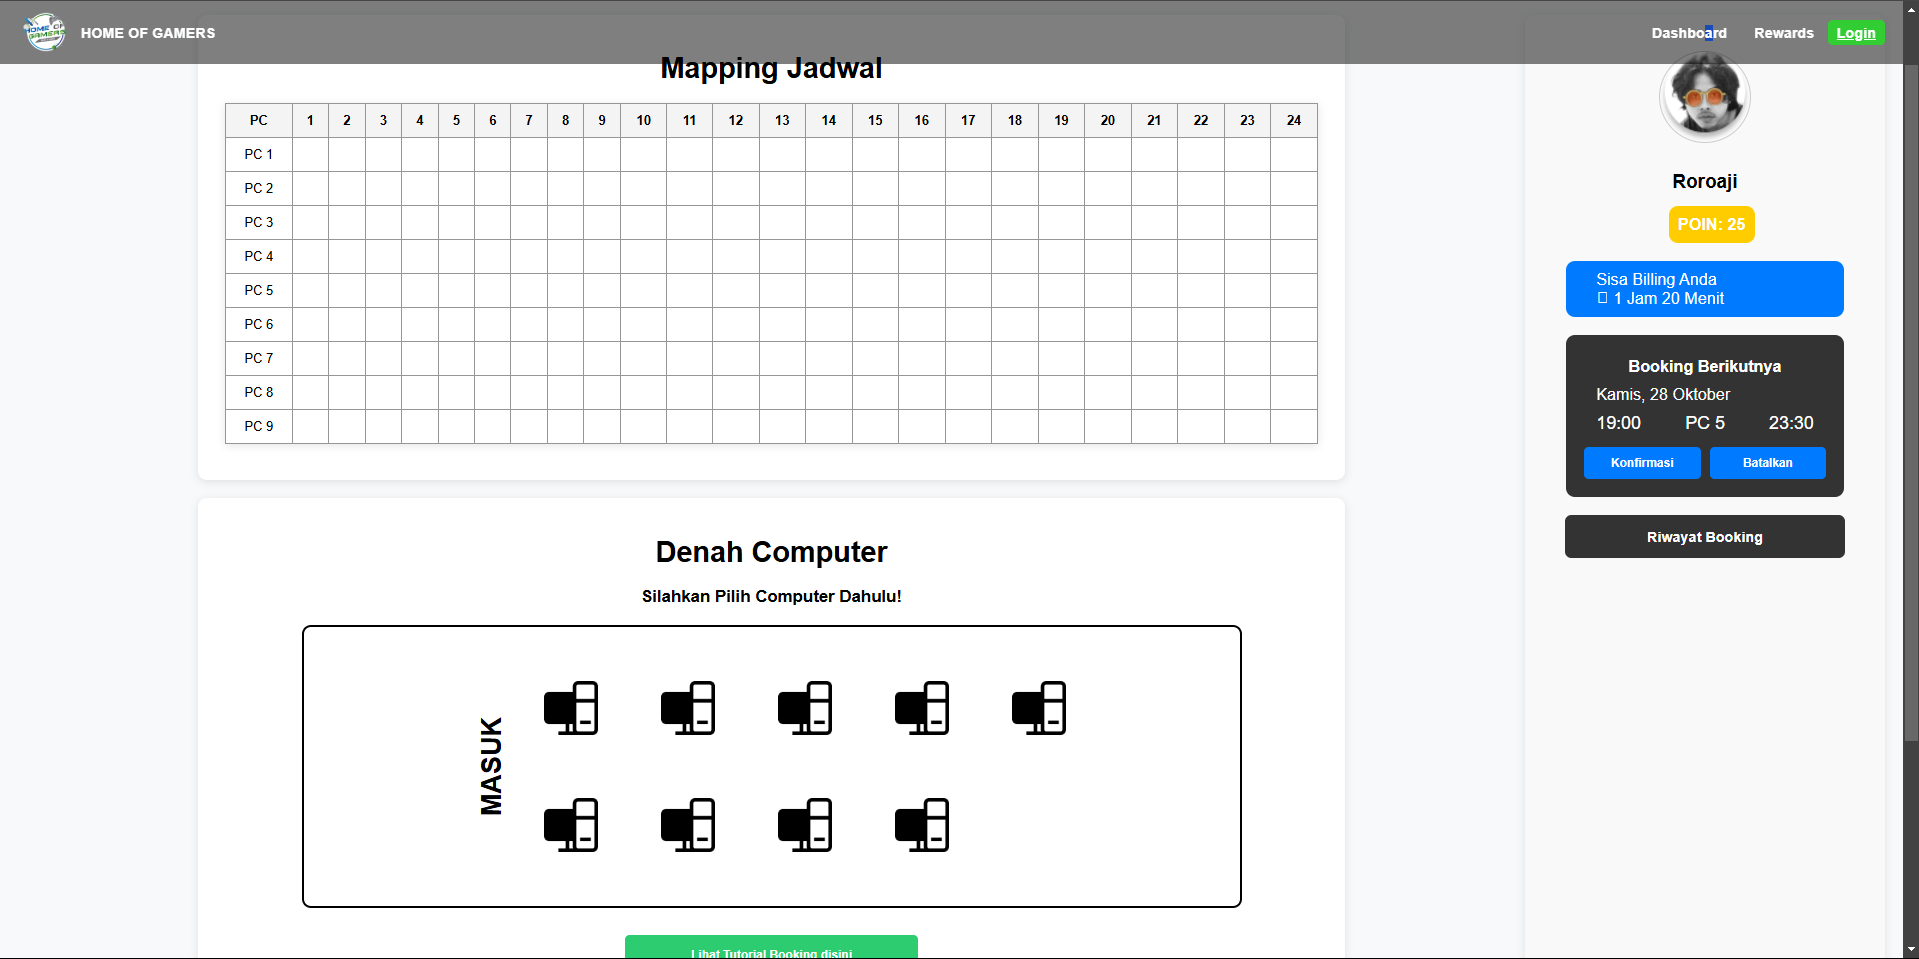 HOME OF GAMERS
HOME OF GAMERS
Dashboard Rewards Login
Mapping Jadwal
PC 1 2 3 4 5 6 7 8 9 10 11 12 13 14 15 16 17 18 19 20 21 22 23 24
PC 1
PC 2
PC 3
PC 4
PC 5
PC 6
PC 7
PC 8
PC 9
Denah Computer
Silahkan Pilih Computer Dahulu!
MASUK
Lihat Tutorial Booking disini
Roroaji
POIN: 25
Sisa Billing Anda
1 Jam 20 Menit
Booking Berikutnya
Kamis, 28 Oktober
19:00 PC 5 23:30
Konfirmasi Batalkan
Riwayat Booking